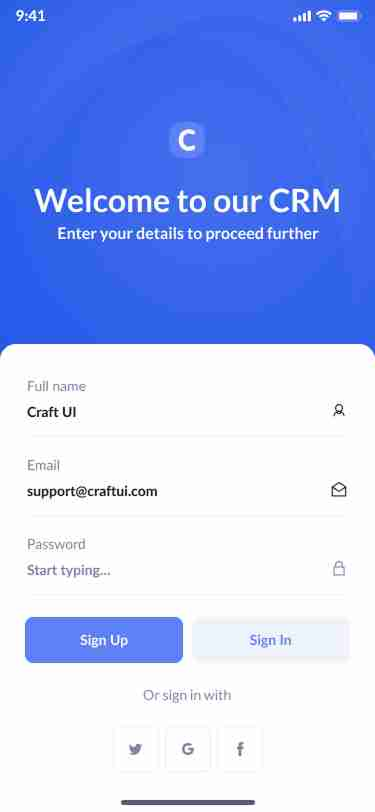 9:41
C
Welcome to our CRM
Enter your details to proceed further
Full name
Craft UI
Email
support@craftui.com
Password
Start typing...
Sign Up
Sign In
Or sign in with
G
f